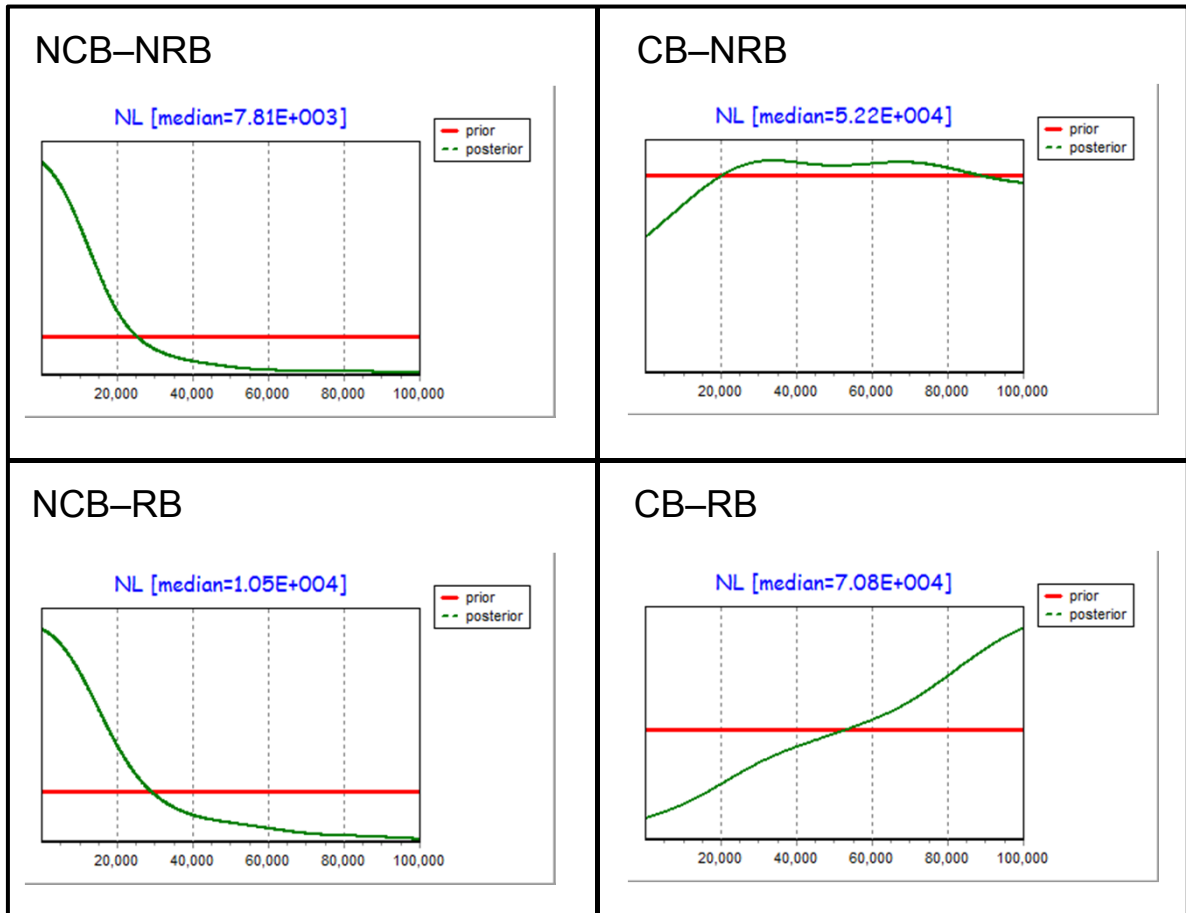 NCB–NRB
NL [median=7.81E+003]
prior
posterior
20,000 40,000 60,000 80,000 100,000
CB–NRB
NL [median=5.22E+004]
prior
posterior
20,000 40,000 60,000 80,000 100,000
NCB–RB
NL [median=1.05E+004]
prior
posterior
20,000 40,000 60,000 80,000 100,000
CB–RB
NL [median=7.08E+004]
prior
posterior
20,000 40,000 60,000 80,000 100,000